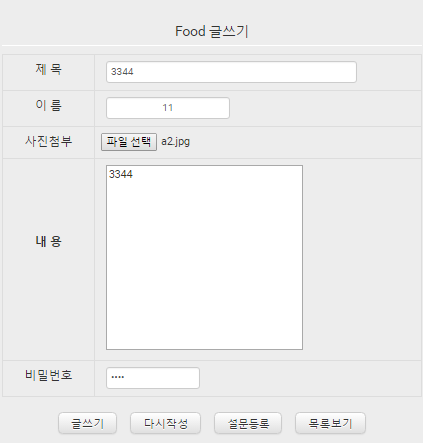 Food 글쓰기
제 목 3344
이 름 11
사진첨부 파일 선택 a2.jpg
3344
내 용
비밀번호 ••••
글쓰기 다시작성 설문등록 목록보기